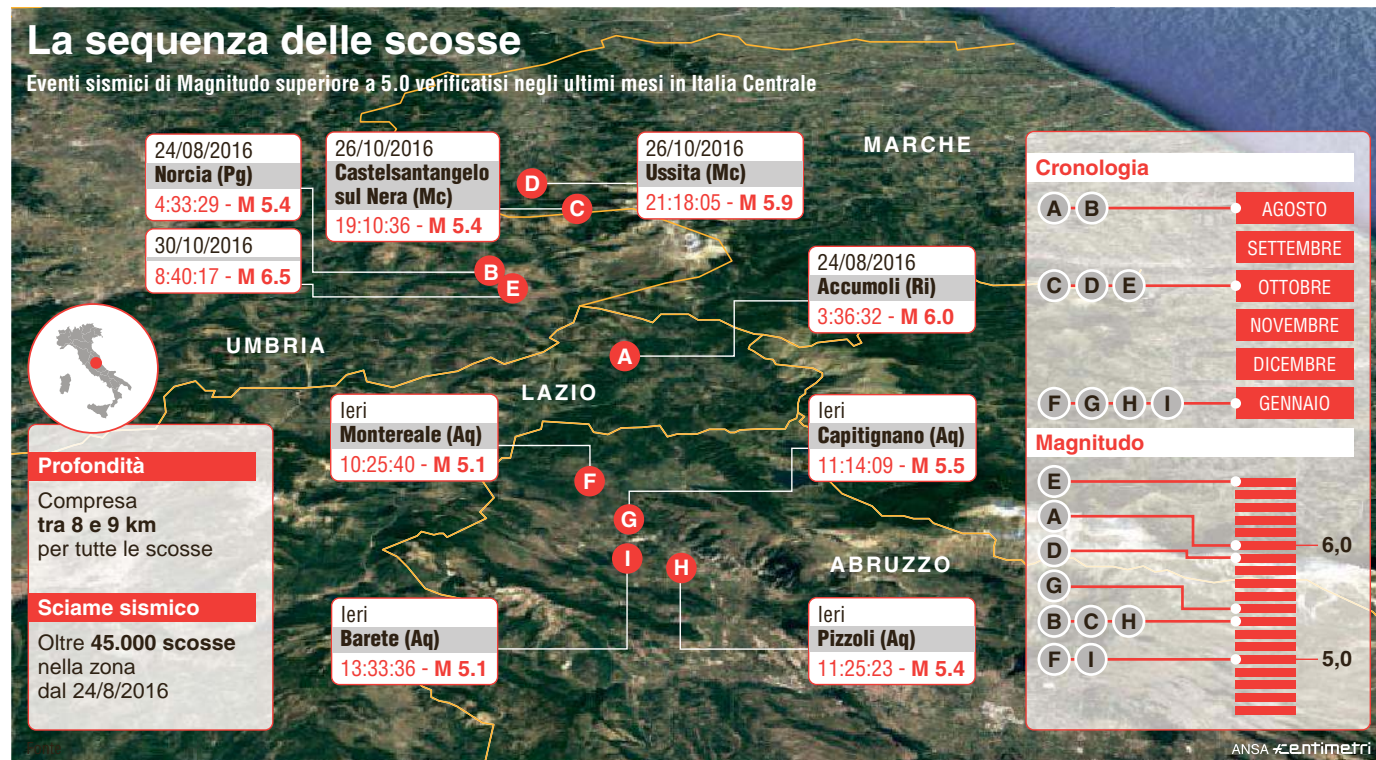 La sequenza delle scosse
Eventi sismici di Magnitudo superiore a 5.0 verificatisi negli ultimi mesi in Italia Centrale
24/08/2016
Norcia (Pg)
4:33:29 - M 5.4
30/10/2016
8:40:17 - M 6.5
26/10/2016
Castelsantangelo
sul Nera (Mc)
19:10:36 - M 5.4
26/10/2016
Ussita (Mc)
21:18:05 - M 5.9
24/08/2016
Accumoli (Ri)
3:36:32 - M 6.0
MARCHE
D
C
B
E
A
UMBRIA
LAZIO
Ieri
Montereale (Aq)
10:25:40 - M 5.1
Ieri
Capitignano (Aq)
11:14:09 - M 5.5
F
G
I
H
ABRUZZO
Ieri
Barete (Aq)
13:33:36 - M 5.1
Ieri
Pizzoli (Aq)
11:25:23 - M 5.4
Profondità
Compresa
tra 8 e 9 km
per tutte le scosse
Sciame sismico
Oltre 45.000 scosse
nella zona
dal 24/8/2016
Cronologia
A B AGOSTO
SETTEMBRE
C D E OTTOBRE
NOVEMBRE
DICEMBRE
F G H I GENNAIO
Magnitudo
E
A
6,0
D
G
B C H
F I 5,0
ANSA centimetri